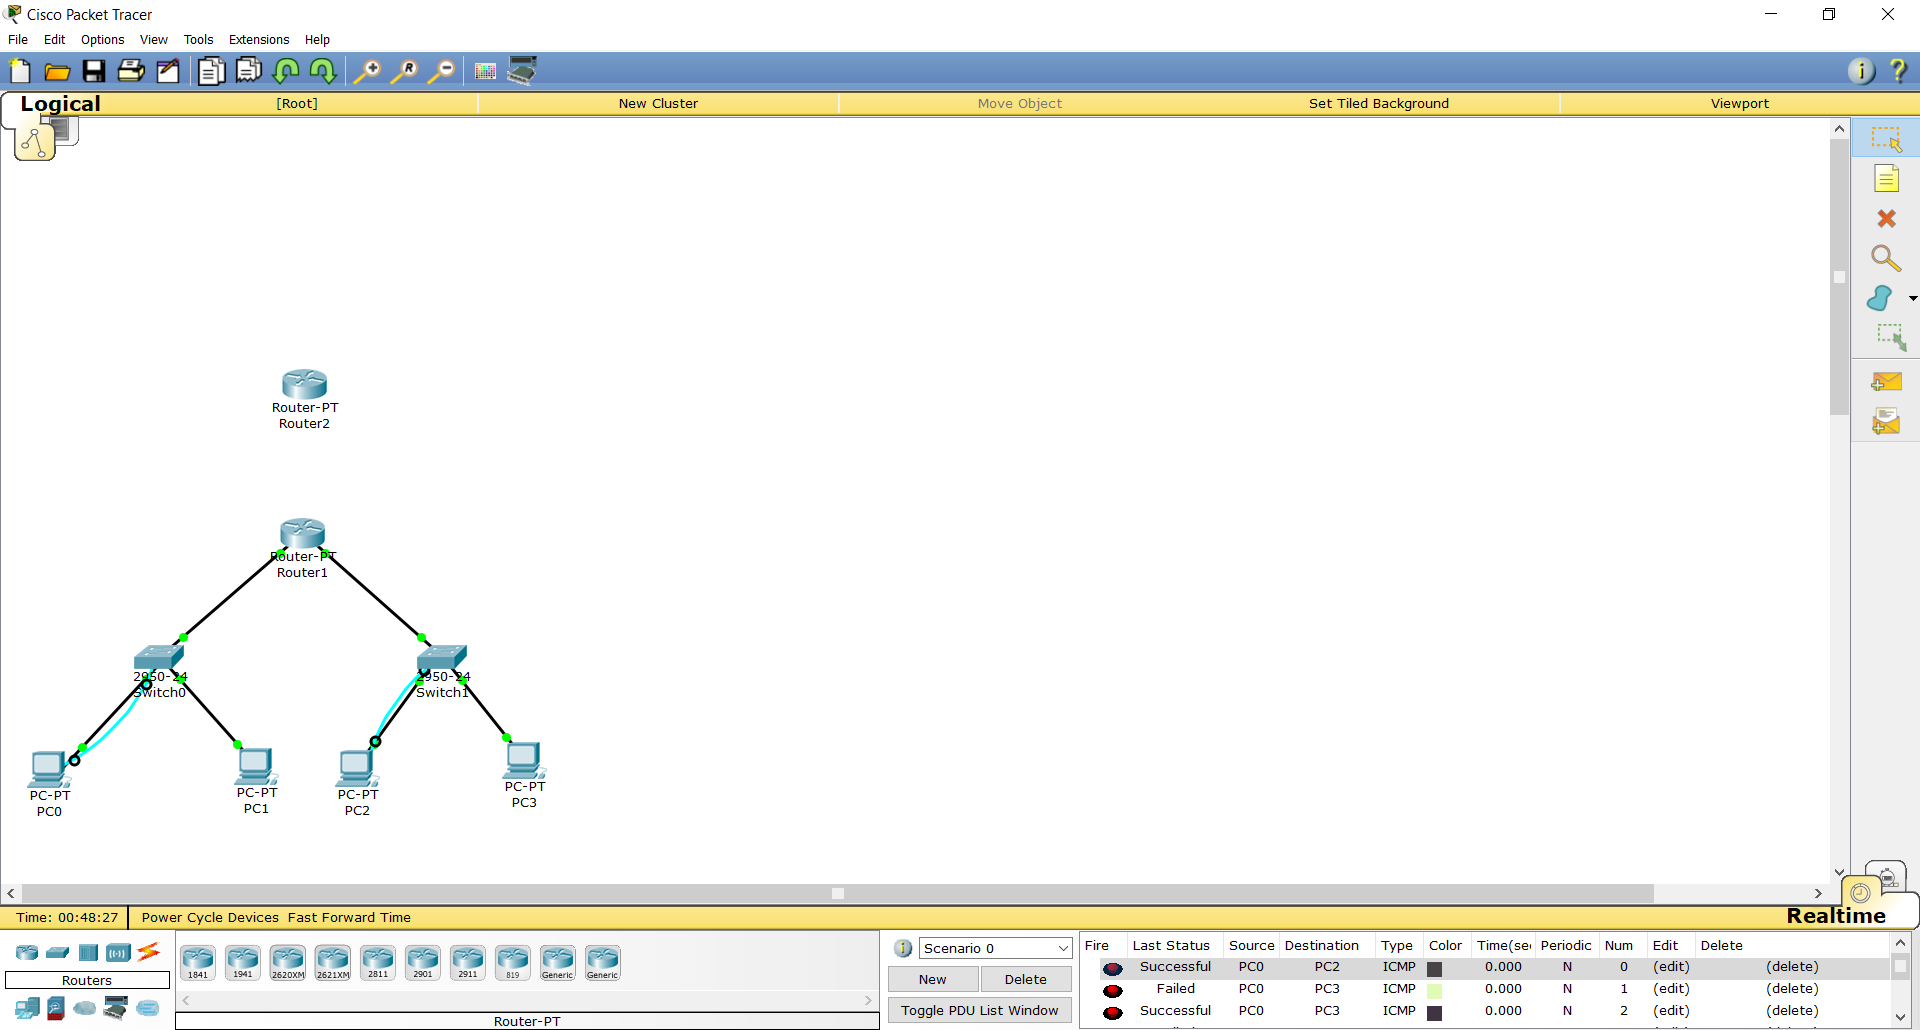 Cisco Packet Tracer
File Edit Options View Tools Extensions Help
Logical [Root] New Cluster Move Object Set Tiled Background Viewport
Router-PT
Router2
Router-PT
Router1
2950-24
Switch0
2950-24
Switch1
PC-PT
PC0
PC-PT
PC1
PC-PT
PC2
PC-PT
PC3
Time: 00:48:27 Power Cycle Devices Fast Forward Time
Realtime
Routers
1841 1941 2620XM 2621XM 2811 2901 2911 819 Generic Generic
Router-PT
Scenario 0
New Delete
Toggle PDU List Window
Fire Last Status Source Destination Type Color Time(se Periodic Num Edit Delete
Successful PC0 PC2 ICMP 0.000 N 0 (edit) (delete)
Failed PC0 PC3 ICMP 0.000 N 1 (edit) (delete)
Successful PC0 PC3 ICMP 0.000 N 2 (edit) (delete)